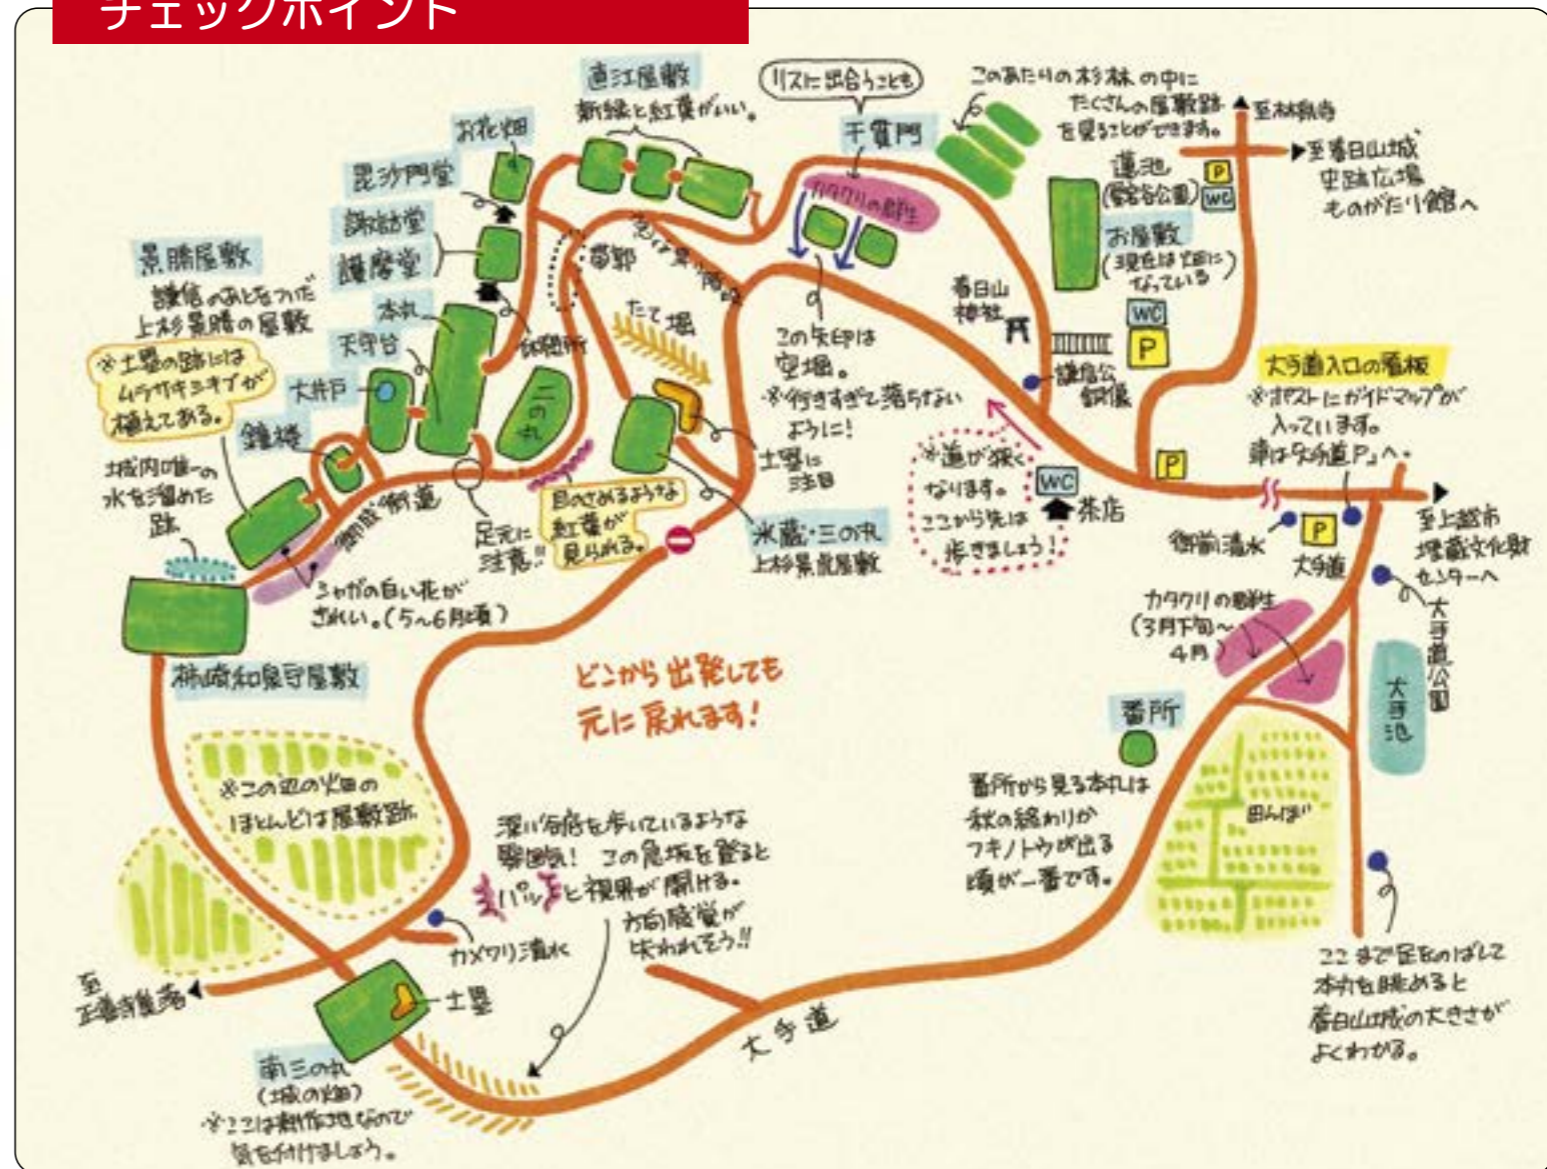 チェックポイント
直江屋敷
新緑と紅葉がいい。
リスに出合うことも
千貫門
カタクリの群生
このあたりの杉林の中に
たくさんの屋敷跡
を見ることができます。
至林泉寺
至春日山城
史跡広場
ものがたり館へ
P
WC
蓮池
お屋敷
(現在は畑に
なっている)
WC
P
お花畑
毘沙門堂
諏訪堂
護摩堂
本丸
天守台
大井戸
鐘楼
景勝屋敷
謙信のあとをついだ
上杉景勝の屋敷
※土塁の跡には
ムラサキシキブが
植えてある。
城内唯一の
水を溜めた
跡
休憩所
二の丸
帯郭
たて堀
この矢印は
空堀。
※行きすぎて落ちない
ように!
土塁に
注目
春日山
神社
謙信公
銅像
大手道入口の看板
※ポストにガイドマップが
入っています。
車は「大手道P」へ。
P
※道が狭く
なります。
ここから先は
歩きましょう!
WC
茶店
御前清水
P
大手道
至上越市
埋蔵文化財
センターへ
大手道公園
大手池
足元に
注意!!
目のさめるような
紅葉が
見られる。
米蔵・三の丸
上杉景虎屋敷
シャガの白い花が
きれい。(5〜6月頃)
柿崎和泉守屋敷
どこから出発しても
元に戻れます!
カタクリの群生
(3月下旬〜
4月)
番所
番所から見る本丸は
秋の終わりか
フキノトウが出る
頃が一番です。
田んぼ
※この辺の畑の
ほとんどは屋敷跡
深い谷底を歩いているような
雰囲気! この急坂を登ると
パッと視界が開ける。
方向感覚が
失われそう!!
カメワリ清水
至
正善寺集落
土塁
南三の丸
(城の畑)
※ここは耕作地なので
気を付けましょう。
大手道
ここまで足をのばして
本丸を眺めると
春日山城の大きさが
よくわかる。